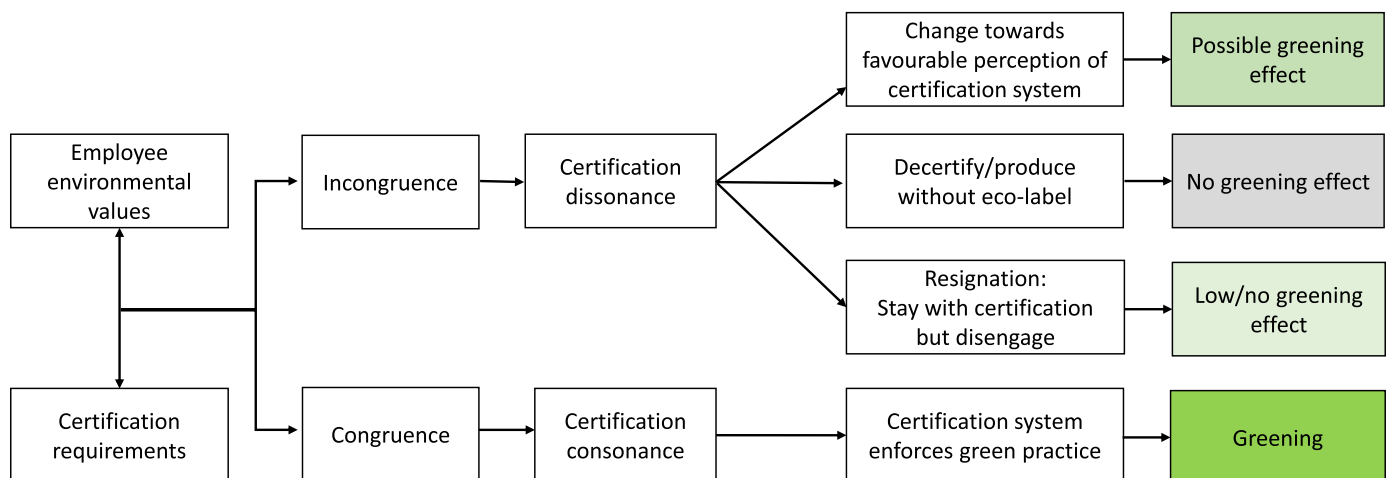 Change towards
favourable perception of
certification system
Possible greening
effect
Employee
environmental
values
Incongruence
Certification
dissonance
Decertify/produce
without eco-label
No greening effect
Resignation:
Stay with certification
but disengage
Low/no greening
effect
Certification
requirements
Congruence
Certification
consonance
Certification system
enforces green practice
Greening